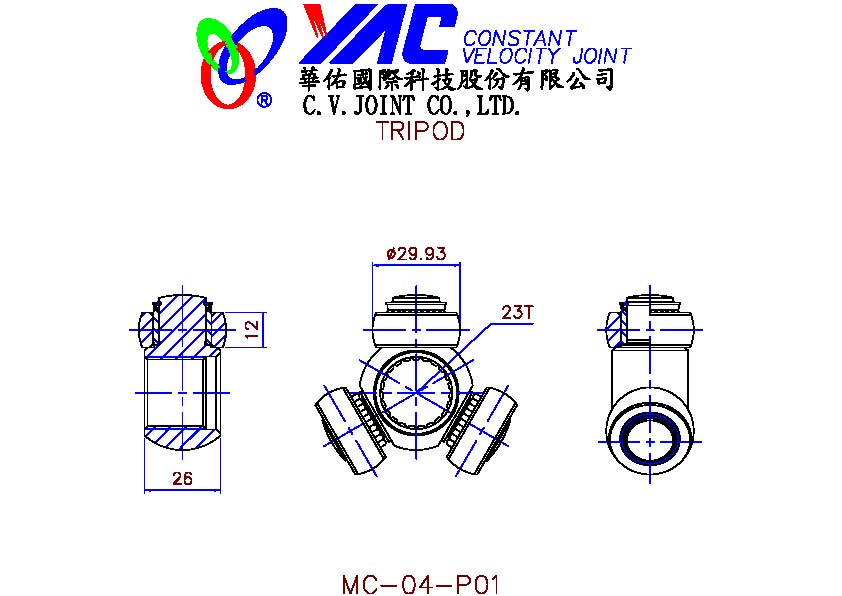 YAC CONSTANT
VELOCITY JOINT
®
華佑國際科技股份有限公司
C.V.JOINT CO.,LTD.
TRIPOD
ø29.93
23T
12
26
MC-04-P01